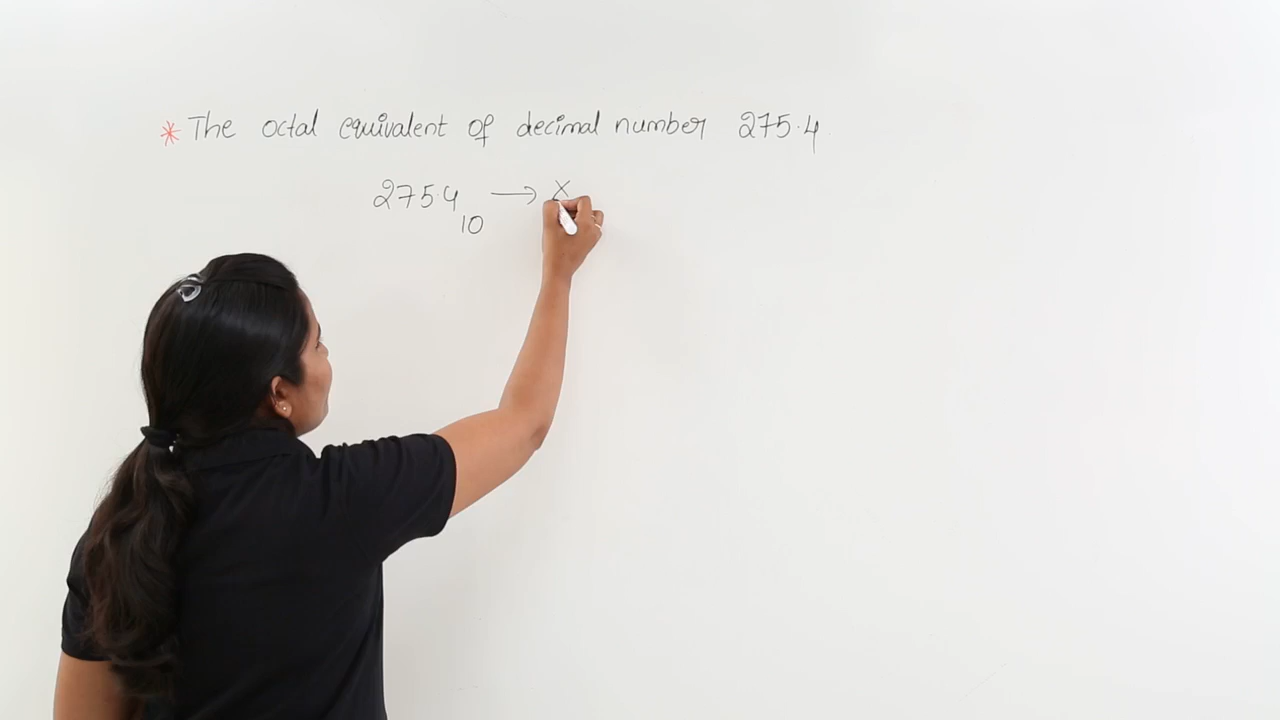 * The octal equivalent of decimal number 275.4
275.4 → X
10